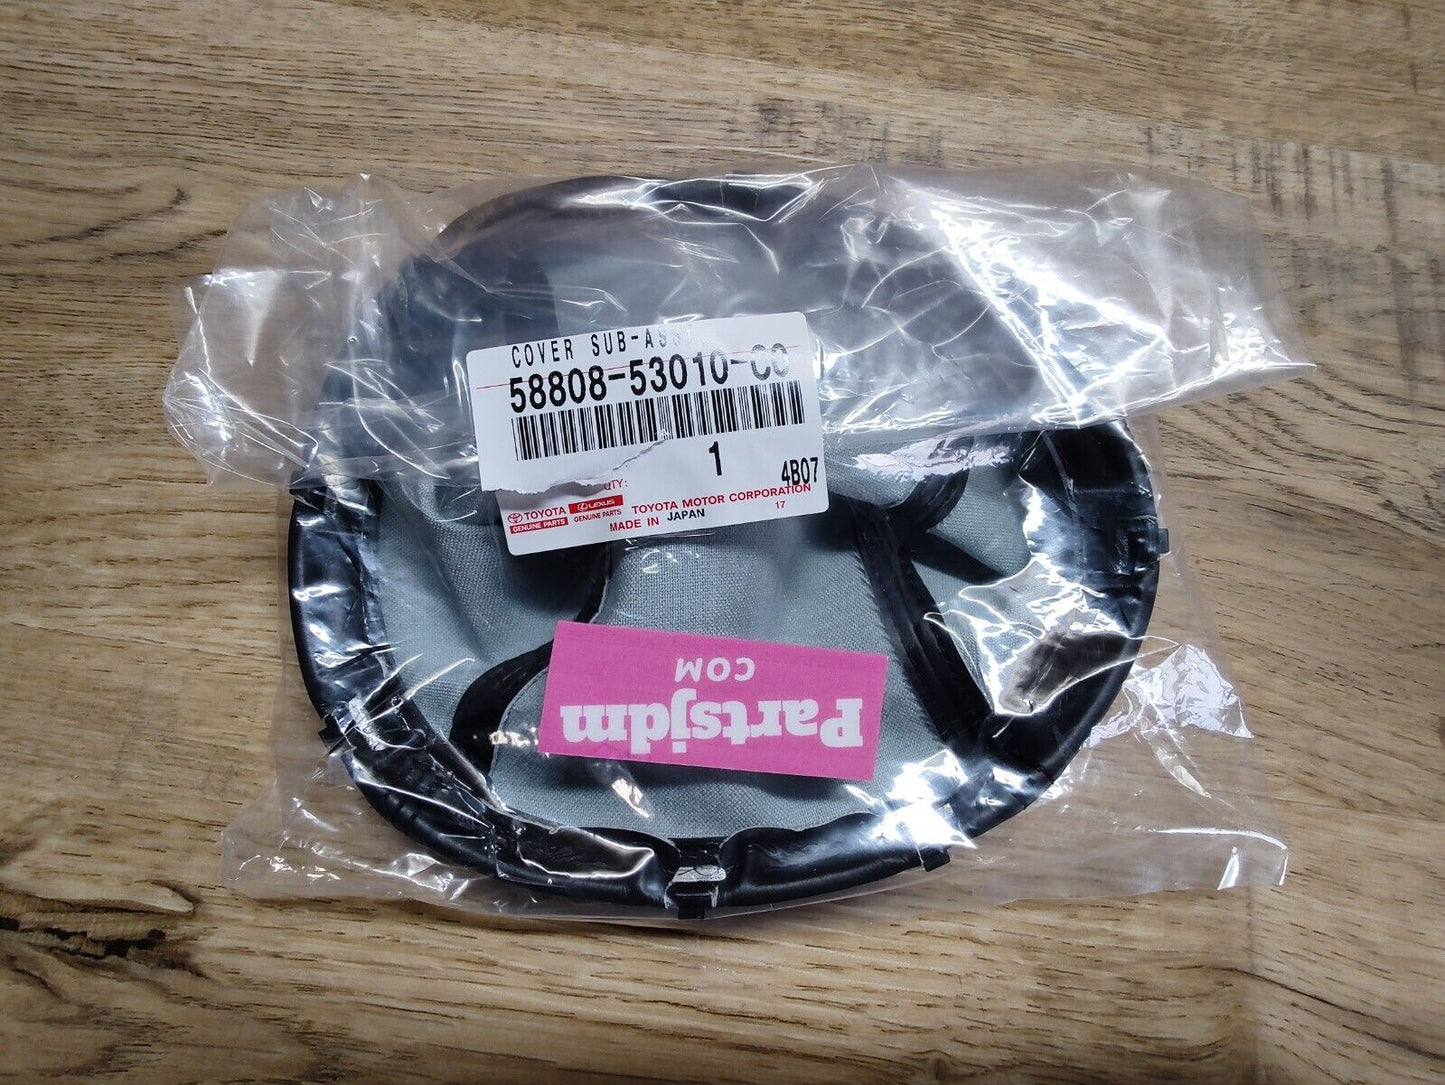 COVER SUB-ASSY
58808-53010-C0
1
QTY:
4B07
TOYOTA LEXUS TOYOTA MOTOR CORPORATION
GENUINE PARTS GENUINE PARTS MADE IN JAPAN 17
Partsjdm
COM